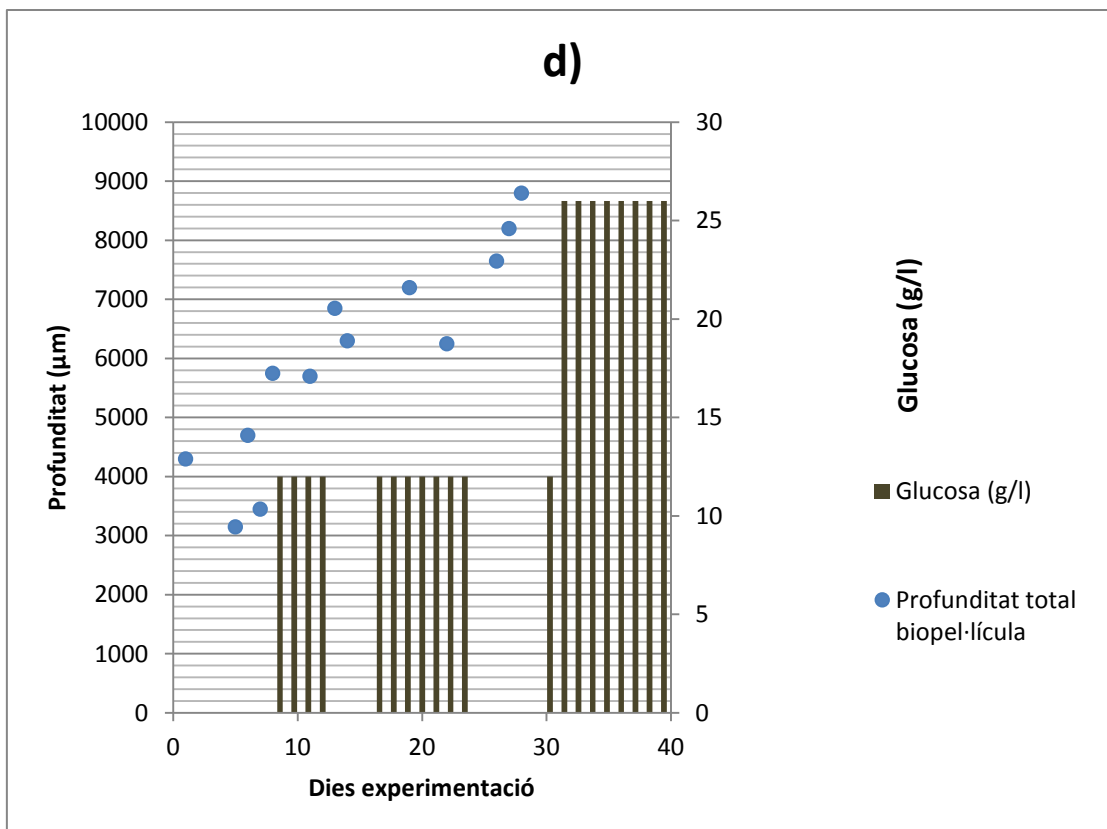 d)
10000
9000
8000
7000
6000
5000
4000
3000
2000
1000
0
Profunditat (µm)
30
25
20
15
10
5
0
Glucosa (g/l)
0 10 20 30 40
Dies experimentació
Glucosa (g/l)
Profunditat total
biopel·lícula